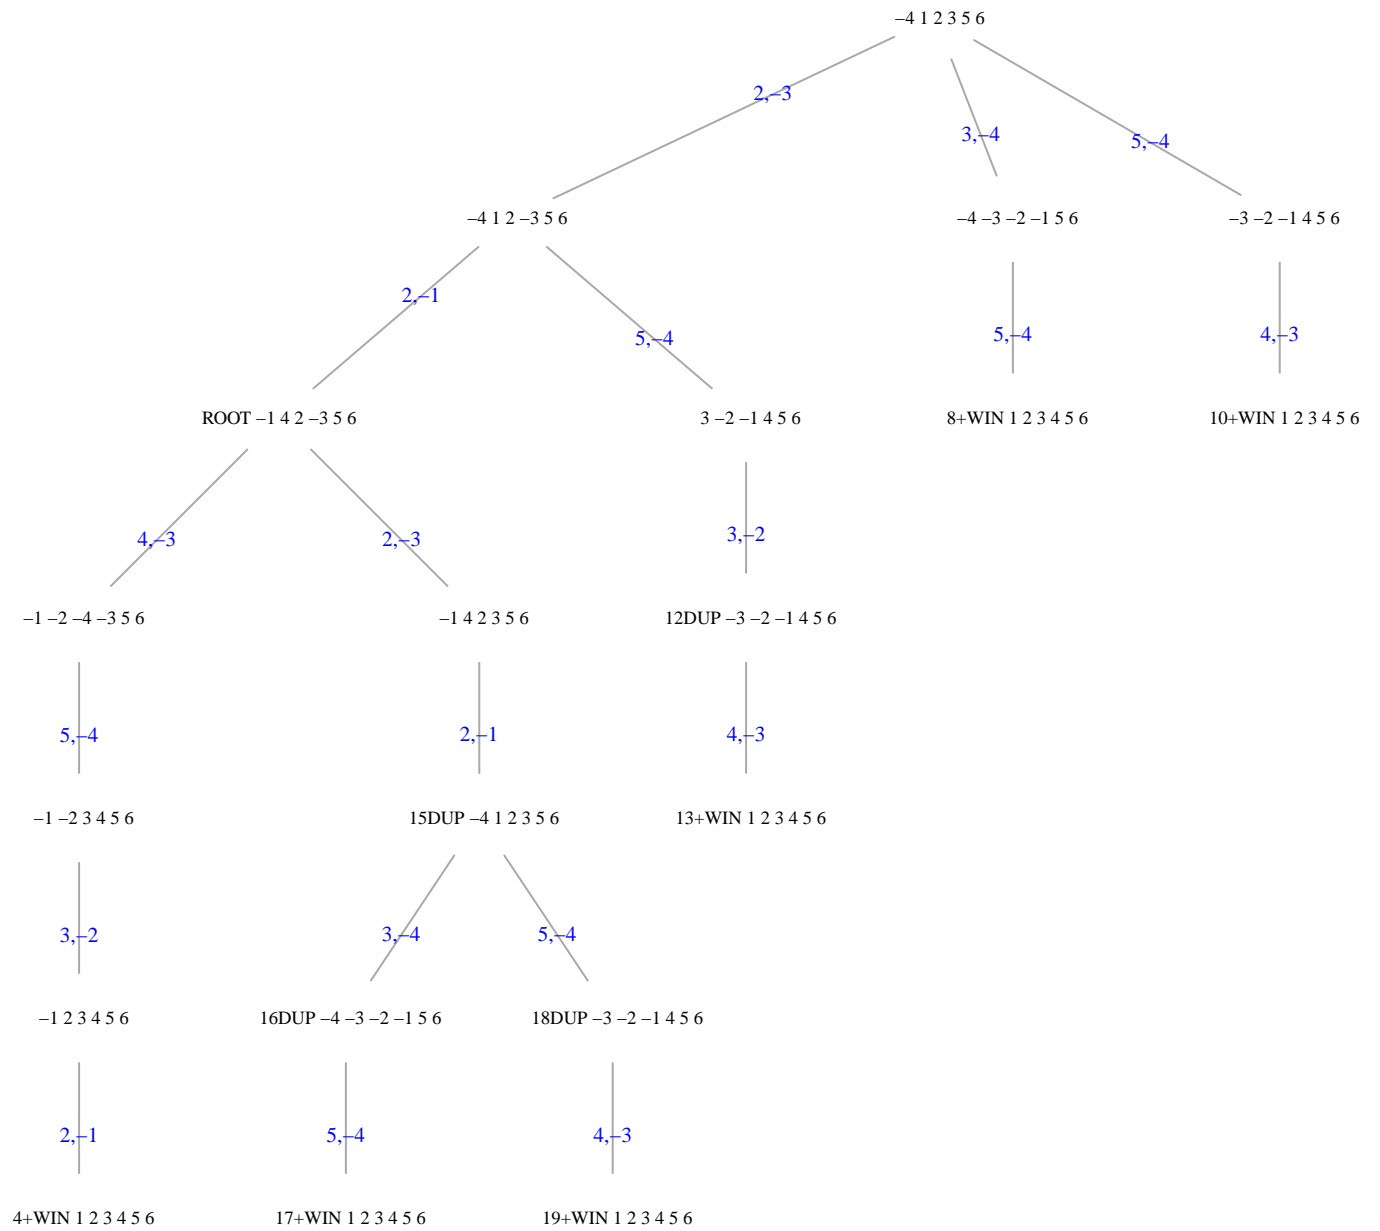 –4 1 2 3 5 6
2,–3
3,–4
5,–4
–4 1 2 –3 5 6
–4 –3 –2 –1 5 6
–3 –2 –1 4 5 6
2,–1
5,–4
5,–4
4,–3
ROOT –1 4 2 –3 5 6
3 –2 –1 4 5 6
8+WIN 1 2 3 4 5 6
10+WIN 1 2 3 4 5 6
4,–3
2,–3
3,–2
–1 –2 –4 –3 5 6
–1 4 2 3 5 6
12DUP –3 –2 –1 4 5 6
5,–4
2,–1
4,–3
–1 –2 3 4 5 6
15DUP –4 1 2 3 5 6
13+WIN 1 2 3 4 5 6
3,–2
3,–4
5,–4
–1 2 3 4 5 6
16DUP –4 –3 –2 –1 5 6
18DUP –3 –2 –1 4 5 6
2,–1
5,–4
4,–3
4+WIN 1 2 3 4 5 6
17+WIN 1 2 3 4 5 6
19+WIN 1 2 3 4 5 6